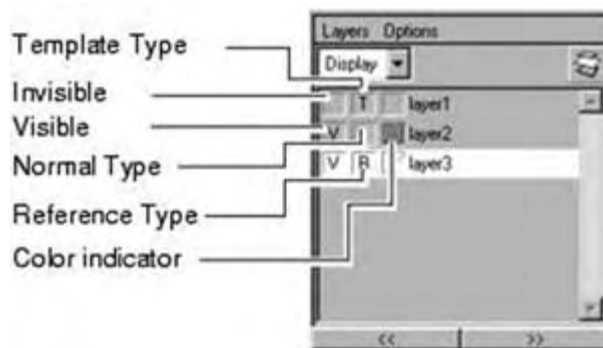 Template Type
Invisible
Visible
Normal Type
Reference Type
Color indicator
Layers Options
Display
T layer1
V layer2
V R layer3
<< >>